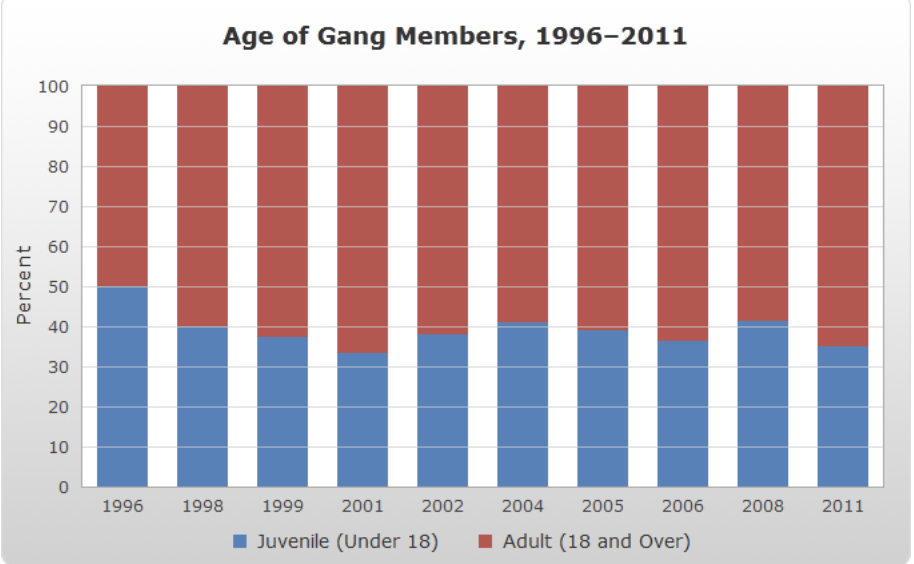 Age of Gang Members, 1996–2011
100
90
80
70
60
50
40
30
20
10
0
Percent
1996 1998 1999 2001 2002 2004 2005 2006 2008 2011
Juvenile (Under 18) Adult (18 and Over)